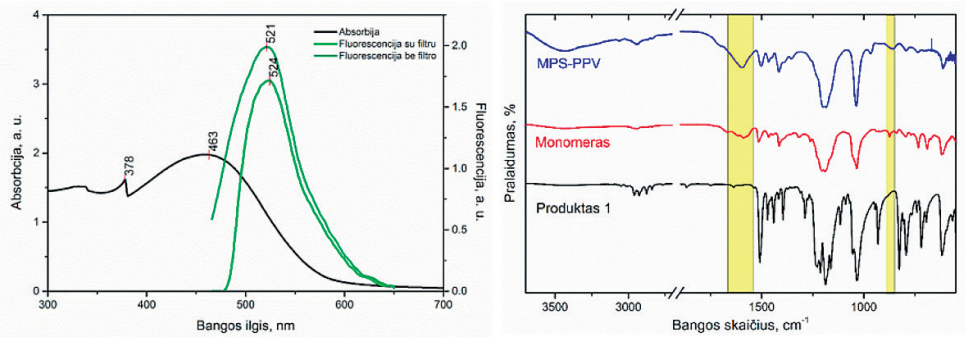 Absorbcija, a. u.
4
3
2
1
0
300
400
500
600
700
Bangos ilgis, nm
2.0
1.5
1.0
0.5
0.0
Fluorescencija, a. u.
Absorbija
Fluorescencija su filtru
Fluorescencija be filtro
378
463
521
524
Pralaidumas, %
MPS-PPV
Monomeras
Produktas 1
3500
3000
1500
1000
Bangos skaičius, cm⁻¹